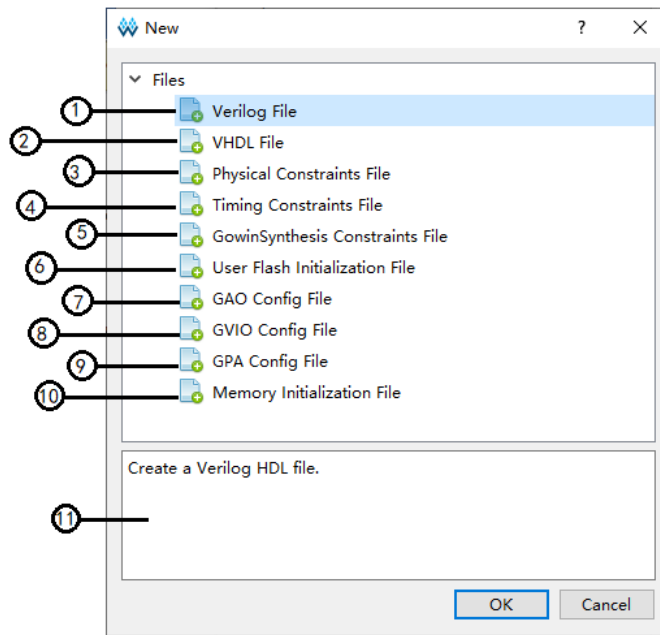 New
?
Files
1 Verilog File
2 VHDL File
3 Physical Constraints File
4 Timing Constraints File
5 GowinSynthesis Constraints File
6 User Flash Initialization File
7 GAO Config File
8 GVIO Config File
9 GPA Config File
10 Memory Initialization File
Create a Verilog HDL file.
11
OK Cancel